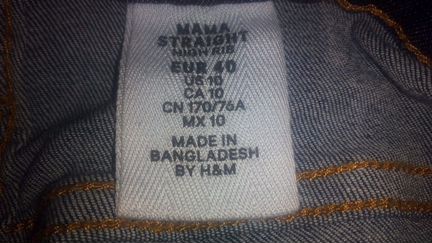 MAMA
STRAIGHT
HIGH RIB
EUR 40
US 10
CA 10
CN 170/76A
MX 10
MADE IN
BANGLADESH
BY H&M